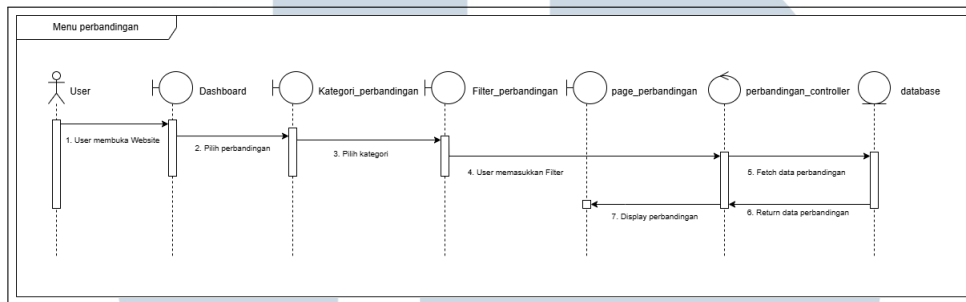 Menu perbandingan
User
Dashboard
Kategori_perbandingan
Filter_perbandingan
page_perbandingan
perbandingan_controller
database
1. User membuka Website
2. Pilih perbandingan
3. Pilih kategori
4. User memasukkan Filter
5. Fetch data perbandingan
6. Return data perbandingan
7. Display perbandingan